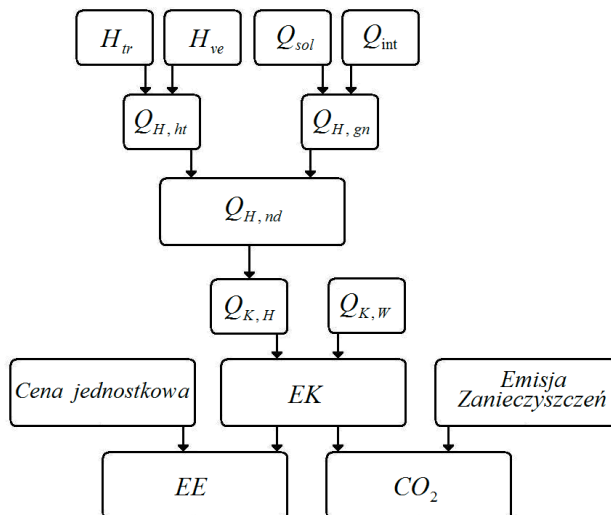 H_tr H_ve Q_sol Q_int
Q_H, ht Q_H, gn
Q_H, nd
Q_K, H Q_K, W
Cena jednostkowa EK Emisja
Zanieczyszczeń
EE CO_2